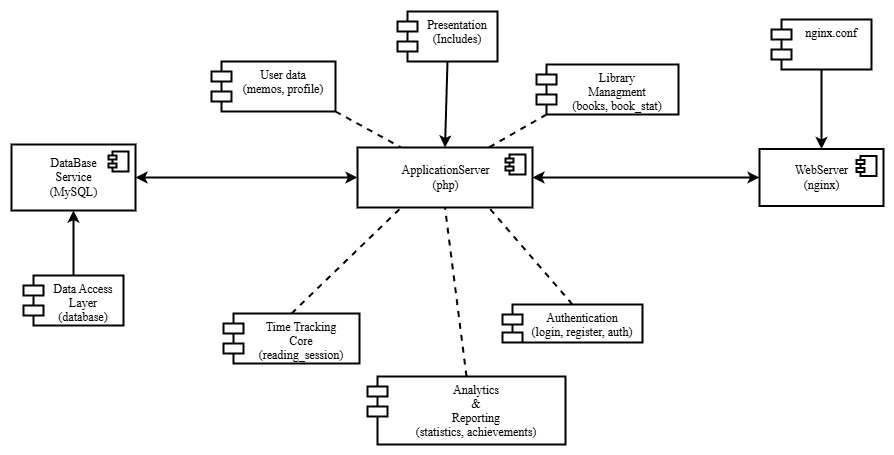 Presentation
(Includes)
nginx.conf
User data
(memos, profile)
Library
Managment
(books, book_stat)
DataBase
Service
(MySQL)
ApplicationServer
(php)
WebServer
(nginx)
Data Access
Layer
(database)
Time Tracking
Core
(reading_session)
Authentication
(login, register, auth)
Analytics
&
Reporting
(statistics, achievements)